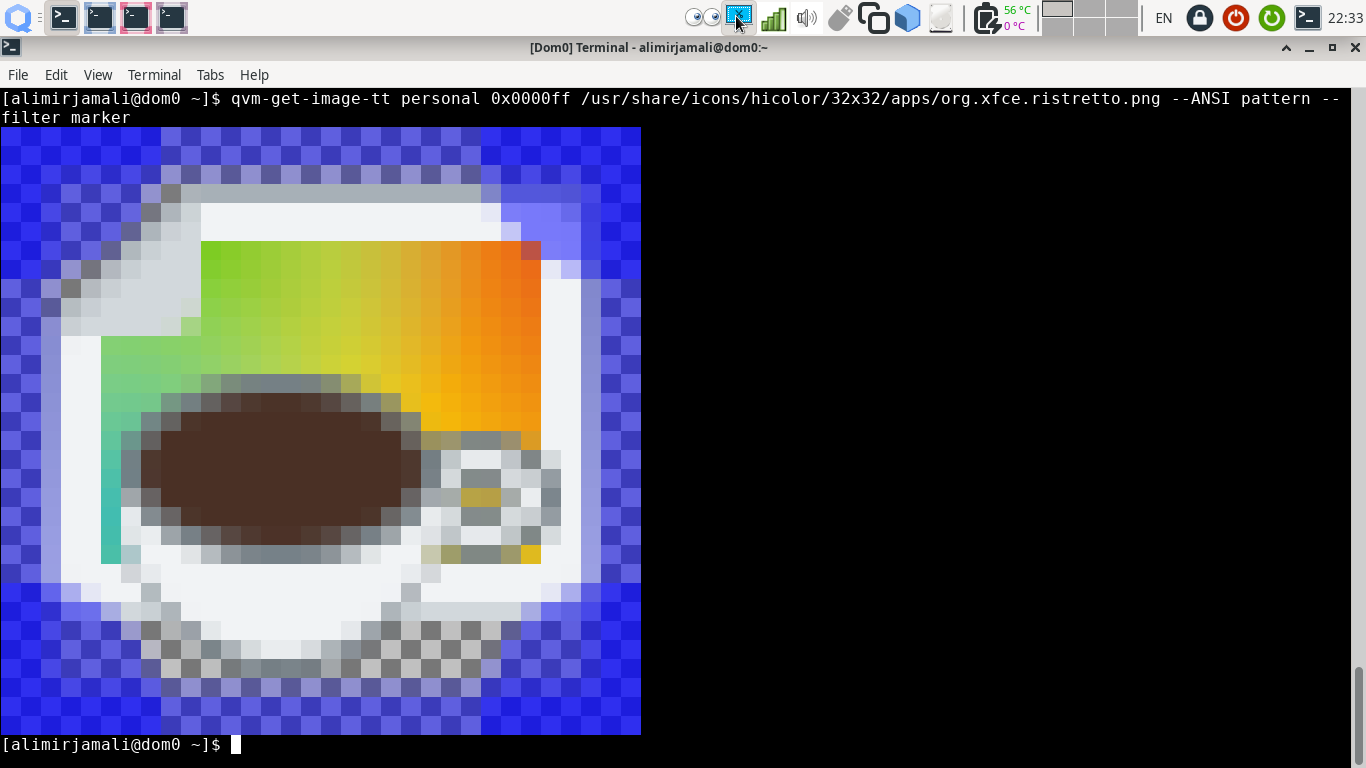 56 °C
0 °C
EN
22:33
[Dom0] Terminal - alimirjamali@dom0:~
File Edit View Terminal Tabs Help
[alimirjamali@dom0 ~]$ qvm-get-image-tt personal 0x0000ff /usr/share/icons/hicolor/32x32/apps/org.xfce.ristretto.png --ANSI pattern --
filter marker
[alimirjamali@dom0 ~]$